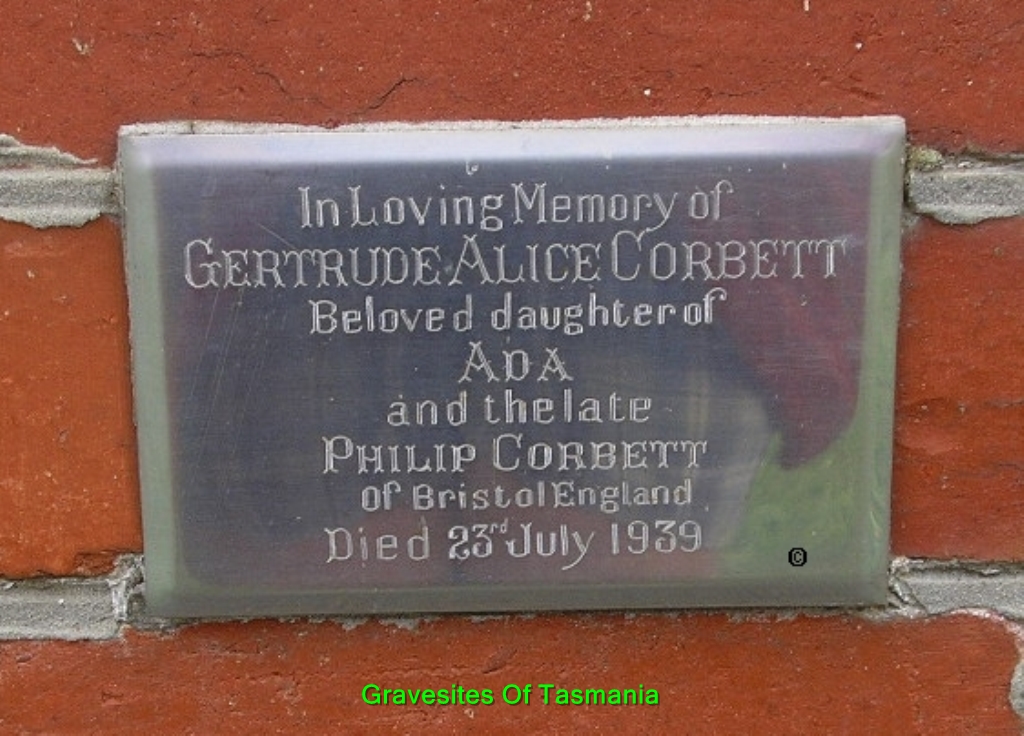 In Loving Memory of
GERTRUDE ALICE CORBETT
Beloved daughter of
ADA
and the late
PHILIP CORBETT
of Bristol England
Died 23rd July 1939
©
Gravesites Of Tasmania